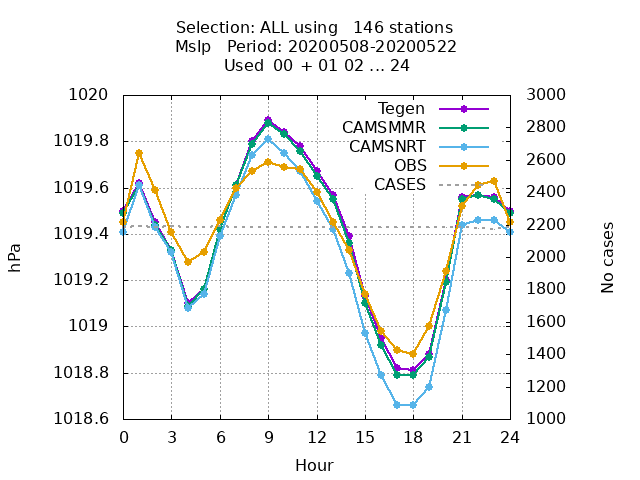 Selection: ALL using   146 stations
Mslp   Period: 20200508-20200522
Used  00 + 01 02 ... 24
1020
1019.8
1019.6
1019.4
1019.2
1019
1018.8
1018.6
hPa
Tegen
CAMSMMR
CAMSNRT
OBS
CASES
3000
2800
2600
2400
2200
2000
1800
1600
1400
1200
1000
No cases
0 3 6 9 12 15 18 21 24
Hour